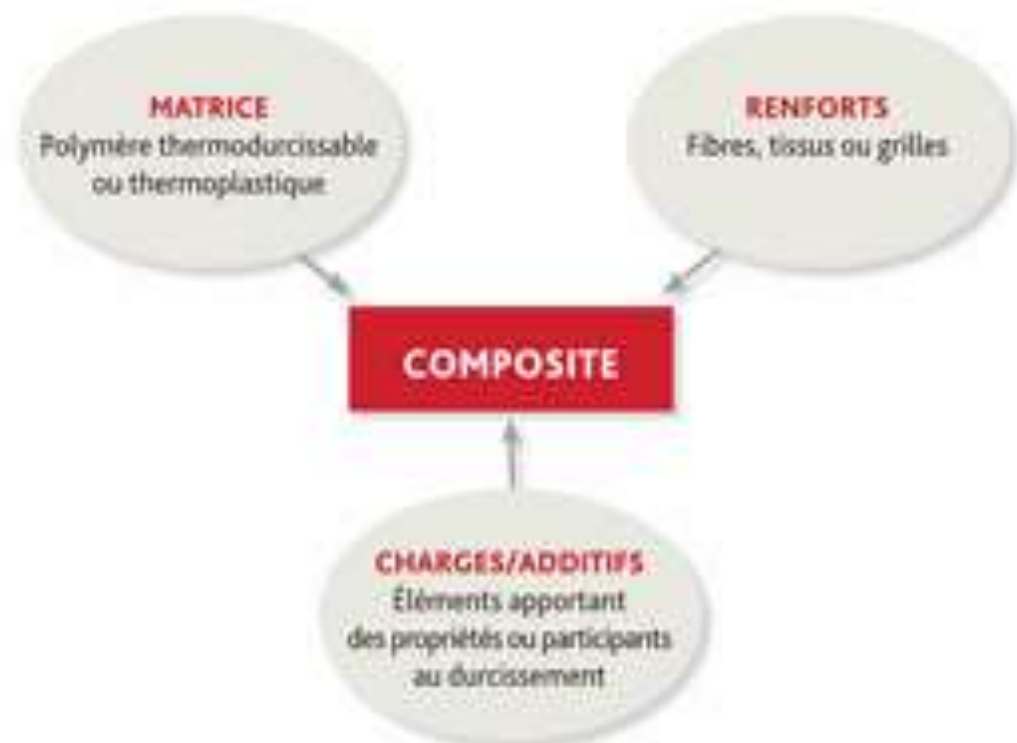 MATRICE
Polymère thermodurcissable
ou thermoplastique
RENFORTS
Fibres, tissus ou grilles
COMPOSITE
CHARGES/ADDITIFS
Éléments apportant
des propriétés ou participants
au durcissement